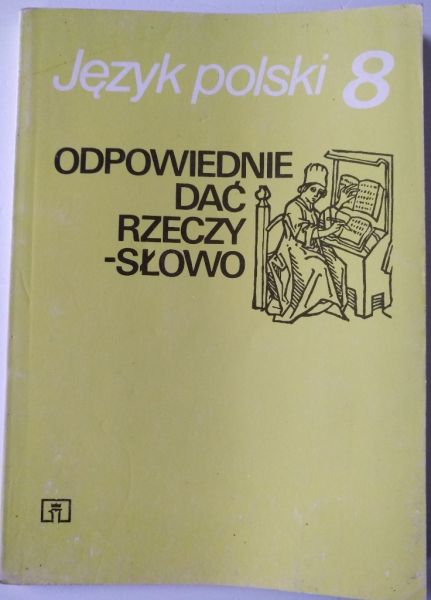 Język polski 8
ODPOWIEDNIE
DAĆ
RZECZY
-SŁOWO